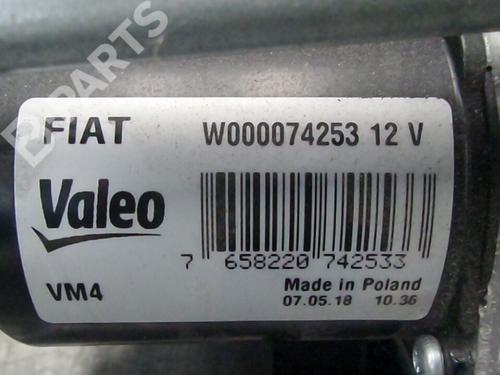 B-PARTS
FIAT W000074253 12 V
Valeo
7 658220 742533
VM4 Made in Poland
07.05.18 10.36